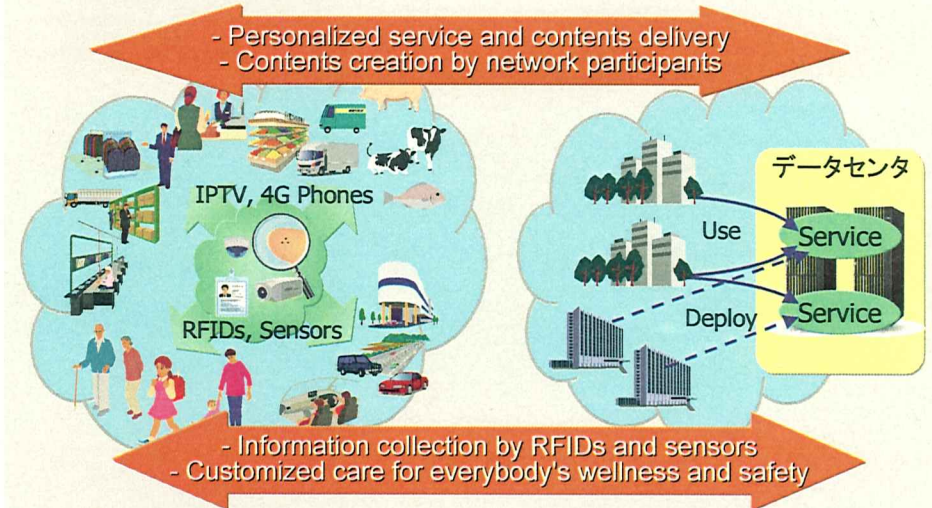 - Personalized service and contents delivery
- Contents creation by network participants
IPTV, 4G Phones
RFIDs, Sensors
データセンタ
Use
Service
Deploy
Service
- Information collection by RFIDs and sensors
- Customized care for everybody's wellness and safety